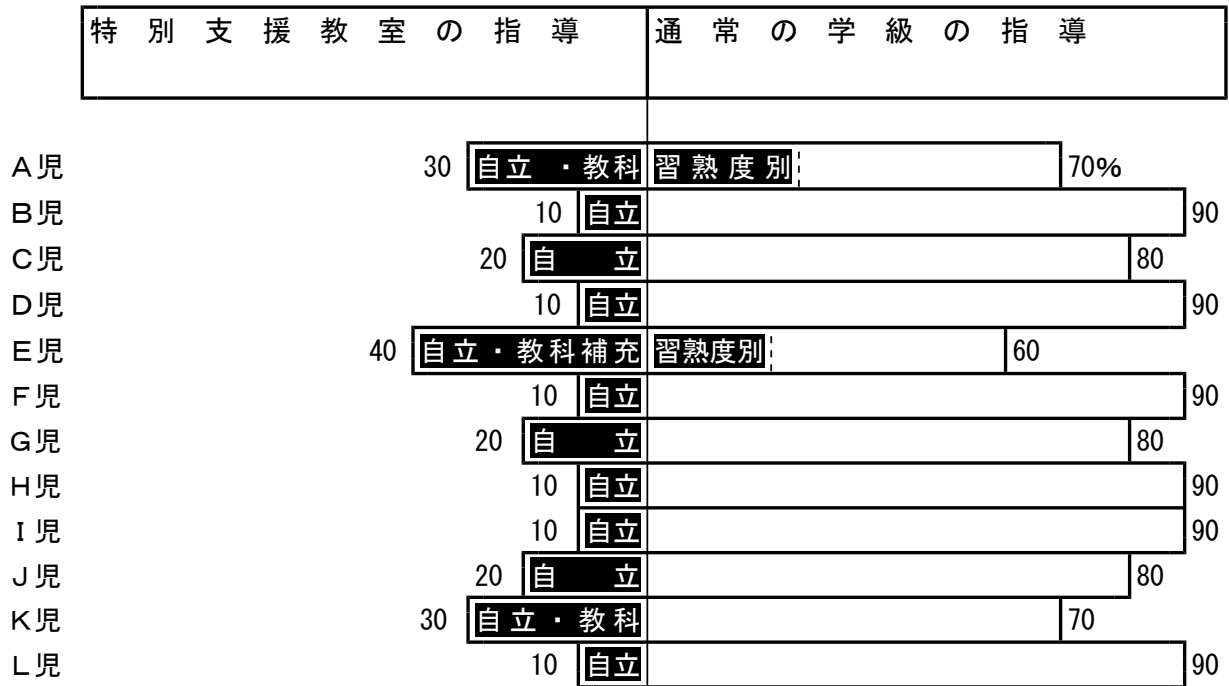 特別支援教室の指導 通常の学級の指導
A児 30 自立・教科 習熟度別 70%
B児 10 自立 90
C児 20 自立 80
D児 10 自立 90
E児 40 自立・教科補充 習熟度別 60
F児 10 自立 90
G児 20 自立 80
H児 10 自立 90
I児 10 自立 90
J児 20 自立 80
K児 30 自立・教科 70
L児 10 自立 90